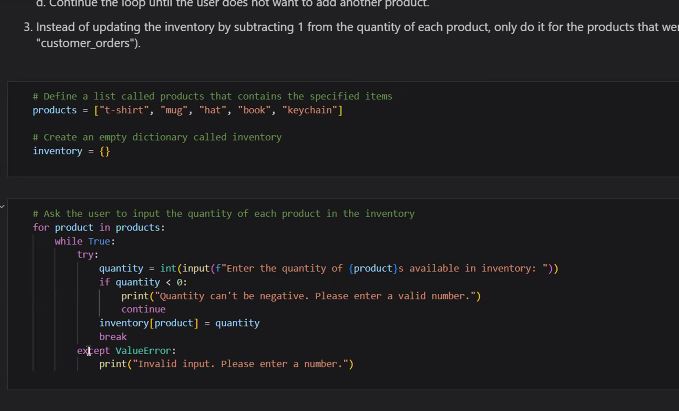 d. Continue the loop until the user does not want to add another product.
3. Instead of updating the inventory by subtracting 1 from the quantity of each product, only do it for the products that
"customer_orders").
# Define a list called products that contains the specified items
products = ["t-shirt", "mug", "hat", "book", "keychain"]
# Create an empty dictionary called inventory
inventory = {}
# Ask the user to input the quantity of each product in the inventory
for product in products:
while True:
try:
quantity = int(input(f"Enter the quantity of {product}s available in inventory: "))
if quantity < 0:
print("Quantity can't be negative. Please enter a valid number.")
continue
inventory[product] = quantity
break
except ValueError:
print("Invalid input. Please enter a number.")